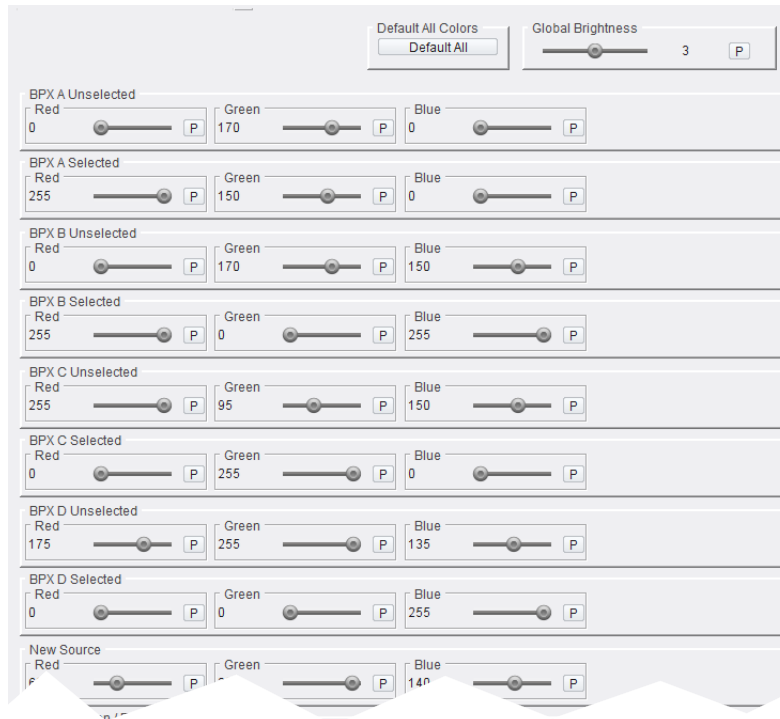 Default All Colors Global Brightness
Default All 3 P
BPX A Unselected
Red Green Blue
0 P 170 P 0 P
BPX A Selected
Red Green Blue
255 P 150 P 0 P
BPX B Unselected
Red Green Blue
0 P 170 P 150 P
BPX B Selected
Red Green Blue
255 P 0 P 255 P
BPX C Unselected
Red Green Blue
255 P 95 P 150 P
BPX C Selected
Red Green Blue
0 P 255 P 0 P
BPX D Unselected
Red Green Blue
175 P 255 P 135 P
BPX D Selected
Red Green Blue
0 P 0 P 255 P
New Source
Red Green Blue
P P 140 P